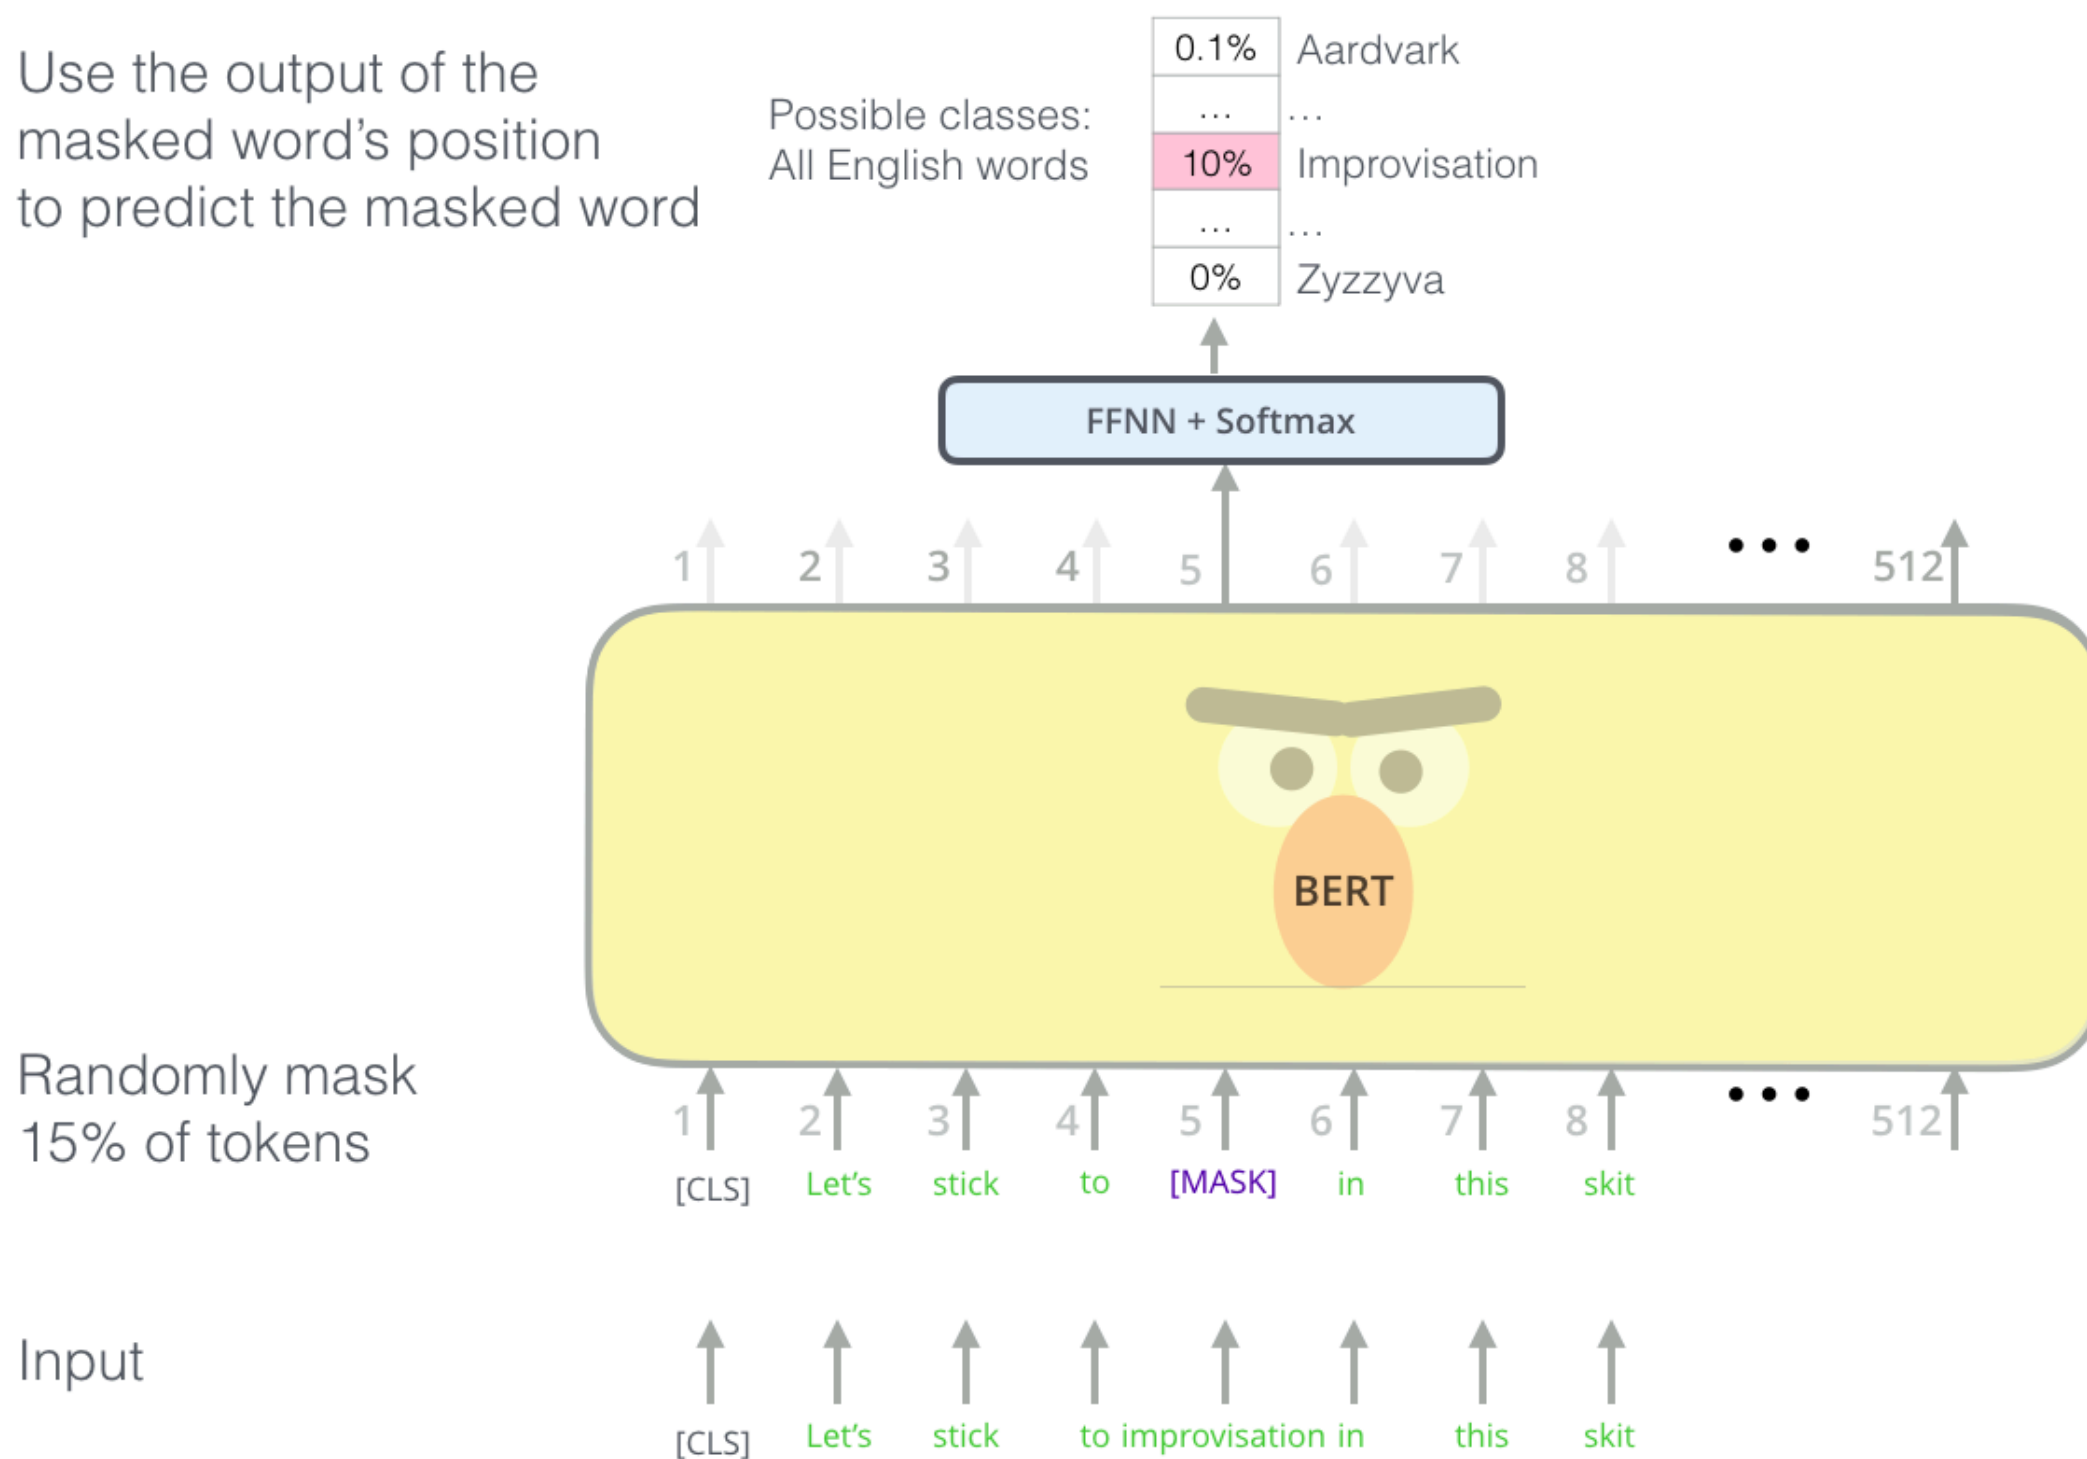 Use the output of the
masked word’s position
to predict the masked word
Possible classes:
All English words
0.1% Aardvark
... ...
10% Improvisation
... ...
0% Zyzzyva
FFNN + Softmax
1 2 3 4 5 6 7 8 ... 512
BERT
Randomly mask
15% of tokens
1 2 3 4 5 6 7 8 ... 512
[CLS] Let’s stick to [MASK] in this skit
Input
[CLS] Let’s stick to improvisation in this skit